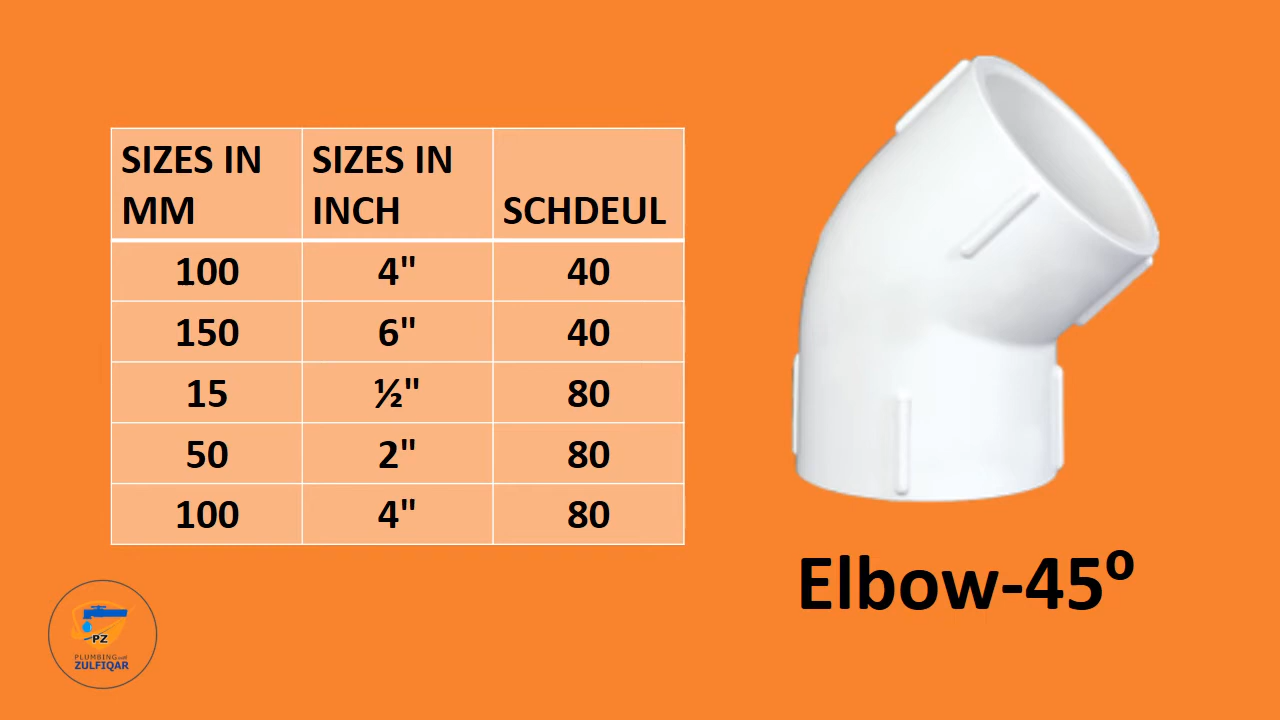 SIZES IN MM SIZES IN INCH SCHDEUL
100 4" 40
150 6" 40
15 ½" 80
50 2" 80
100 4" 80
Elbow-45º
PZ
PLUMBING with
ZULFIQAR